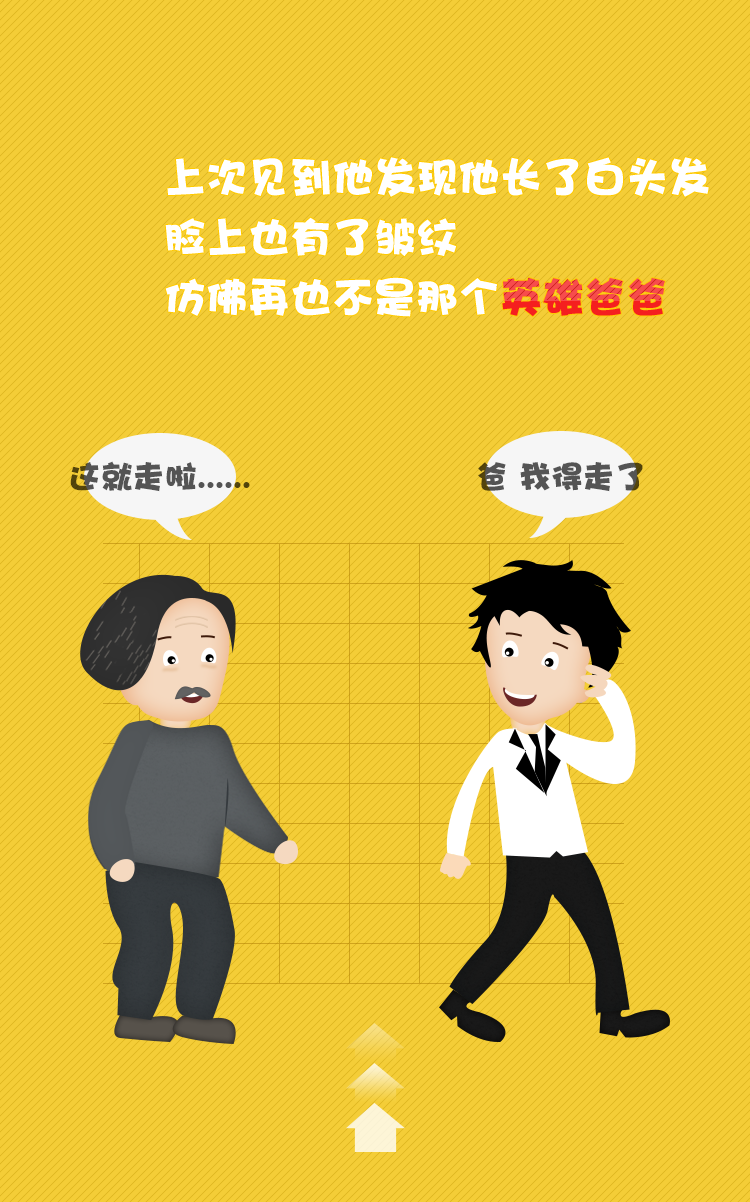 上次见到他发现他长了白头发
脸上也有了皱纹
仿佛再也不是那个英雄爸爸
这就走啦......
爸 我得走了